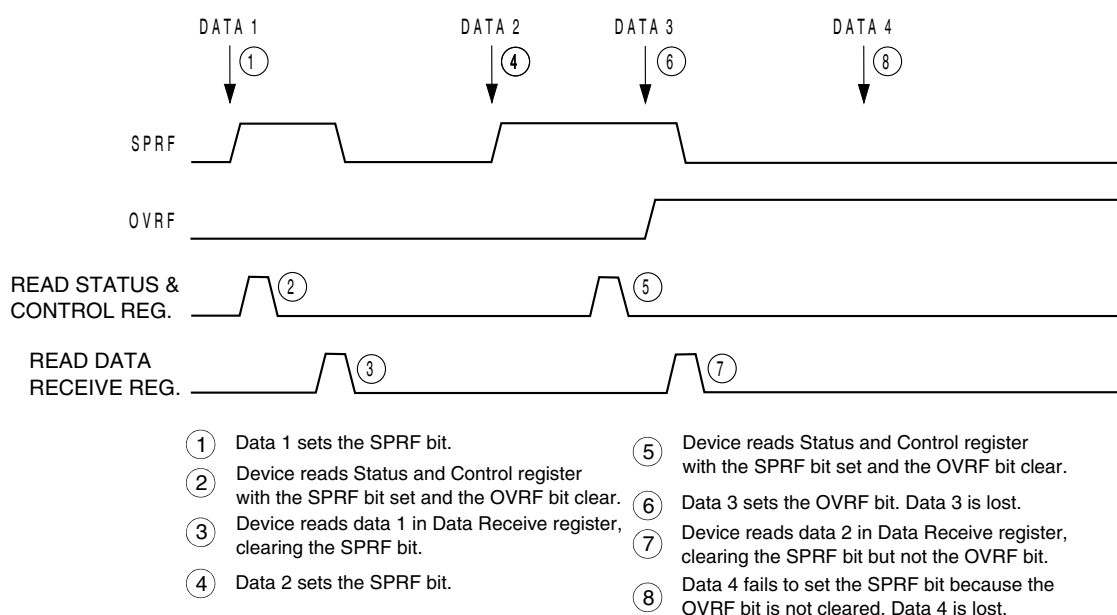 DATA 1
DATA 2
DATA 3
DATA 4
1
4
6
8
SPRF
OVRF
READ STATUS &
CONTROL REG.
2
5
READ DATA
RECEIVE REG.
3
7
1 Data 1 sets the SPRF bit.
2 Device reads Status and Control register
with the SPRF bit set and the OVRF bit clear.
3 Device reads data 1 in Data Receive register,
clearing the SPRF bit.
4 Data 2 sets the SPRF bit.
5 Device reads Status and Control register
with the SPRF bit set and the OVRF bit clear.
6 Data 3 sets the OVRF bit. Data 3 is lost.
7 Device reads data 2 in Data Receive register,
clearing the SPRF bit but not the OVRF bit.
8 Data 4 fails to set the SPRF bit because the
OVRF bit is not cleared. Data 4 is lost.